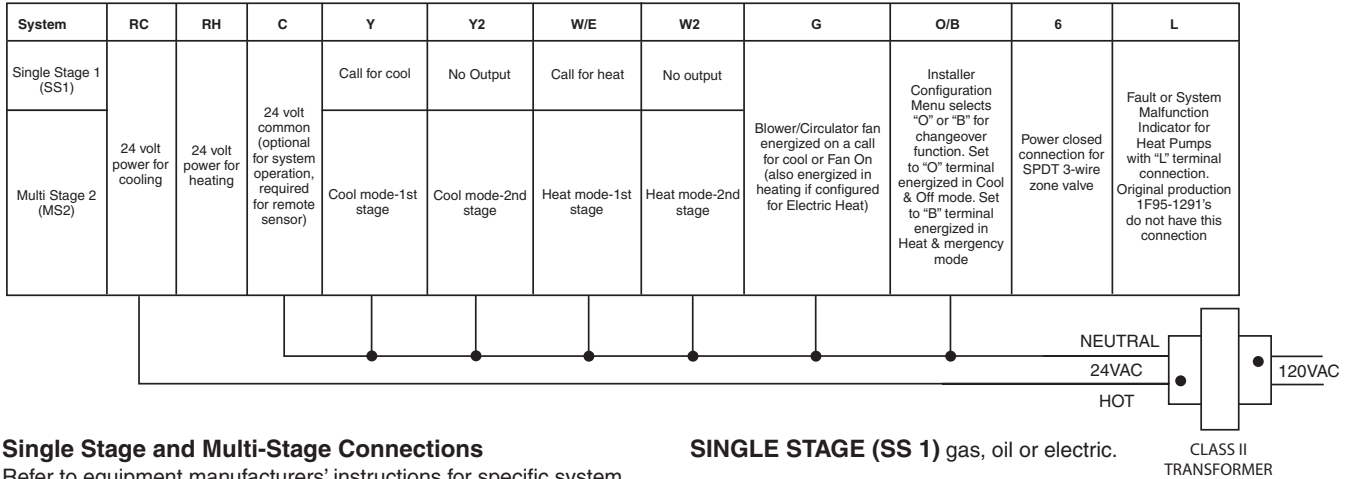 System RC RH C Y Y2 W/E W2 G O/B 6 L
Single Stage 1
(SS1)
Multi Stage 2
(MS2)
24 volt
power for
cooling
24 volt
power for
heating
24 volt
common
(optional
for system
operation,
required
for remote
sensor)
Call for cool
Cool mode-1st
stage
No Output
Cool mode-2nd
stage
Call for heat
Heat mode-1st
stage
No output
Heat mode-2nd
stage
Blower/Circulator fan
energized on a call
for cool or Fan On
(also energized in
heating if configured
for Electric Heat)
Installer
Configuration
Menu selects
“O” or “B” for
changeover
function. Set
to “O” terminal
energized in Cool
& Off mode. Set
to “B” terminal
energized in
Heat & mergency
mode
Power closed
connection for
SPDT 3-wire
zone valve
Fault or System
Malfunction
Indicator for
Heat Pumps
with “L” terminal
connection.
Original production
1F95-1291’s
do not have this
connection
NEUTRAL
24VAC
HOT
120VAC
CLASS II
TRANSFORMER
Single Stage and Multi-Stage Connections
Refer to equipment manufacturers’ instructions for specific system
SINGLE STAGE (SS 1) gas, oil or electric.